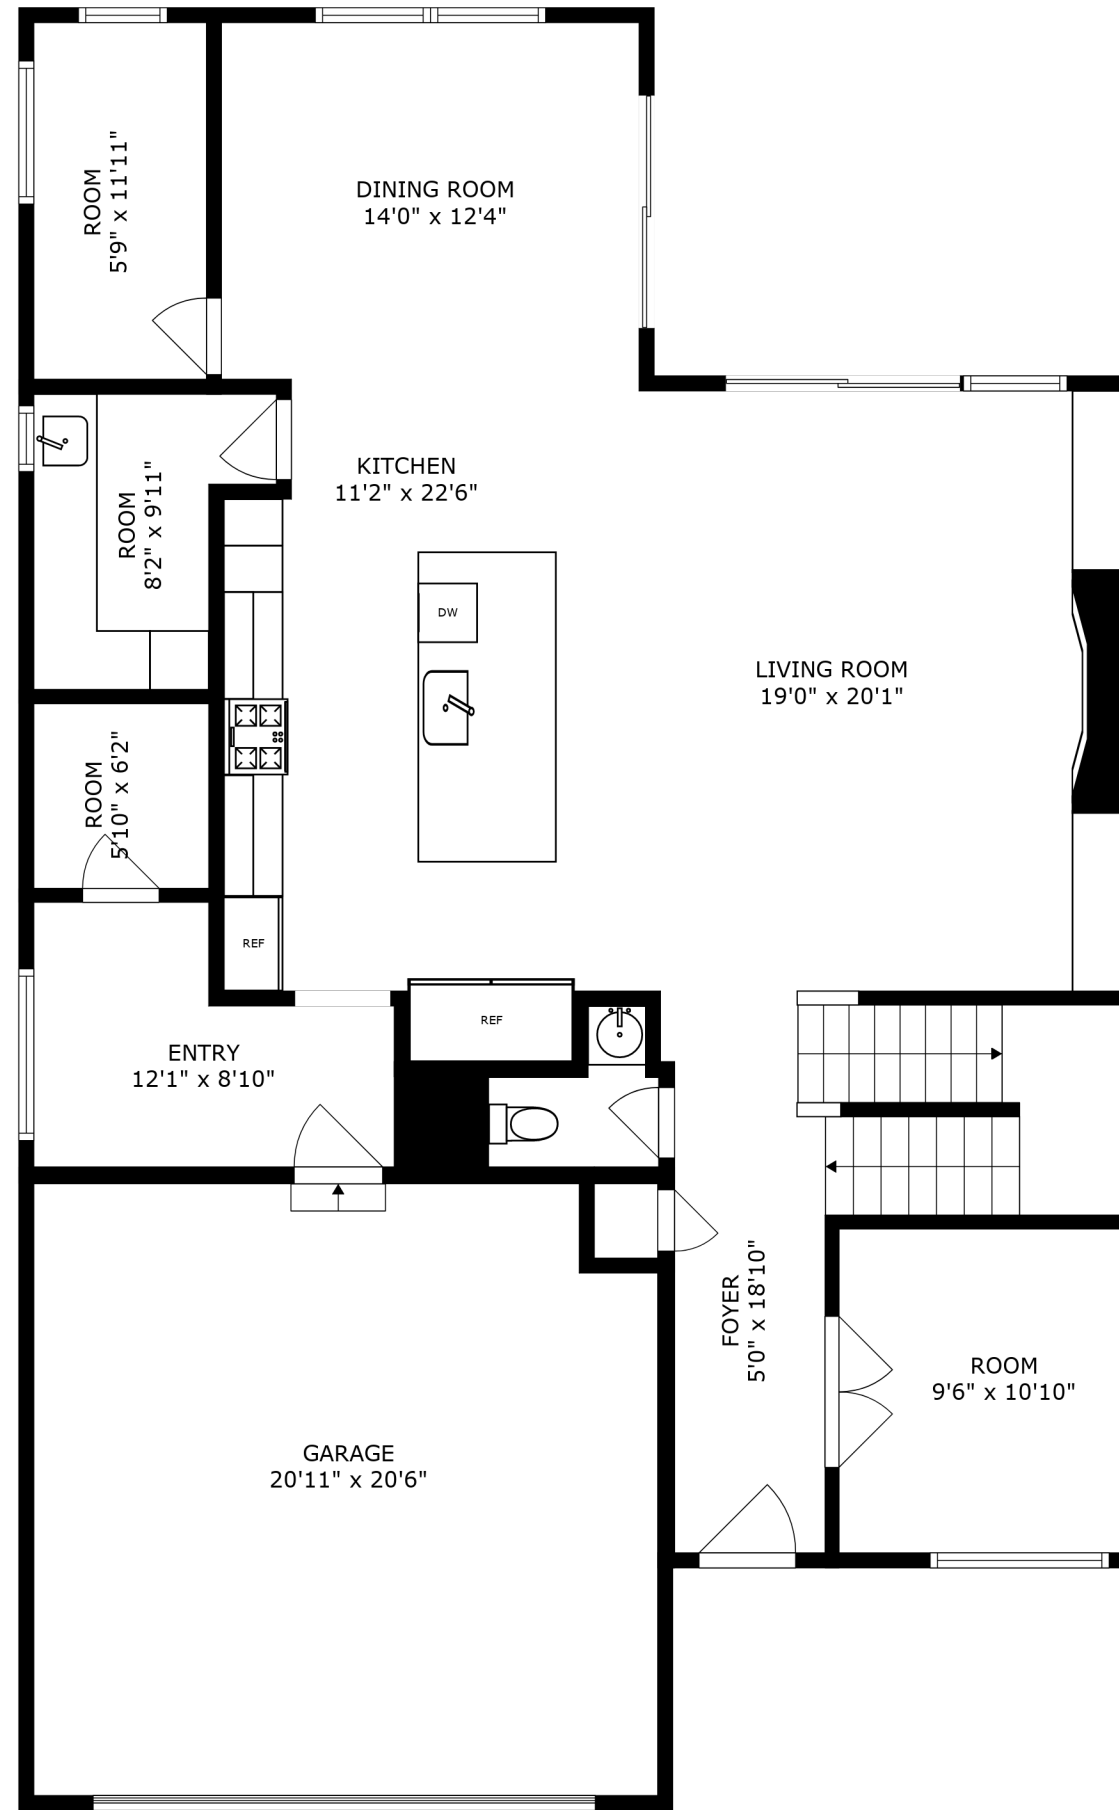 DINING ROOM
14'0" x 12'4"
ROOM
5'9" x 11'11"
KITCHEN
11'2" x 22'6"
ROOM
8'2" x 9'11"
DW
LIVING ROOM
19'0" x 20'1"
ROOM
5'10" x 6'2"
REF
REF
ENTRY
12'1" x 8'10"
FOYER
5'0" x 18'10"
ROOM
9'6" x 10'10"
GARAGE
20'11" x 20'6"